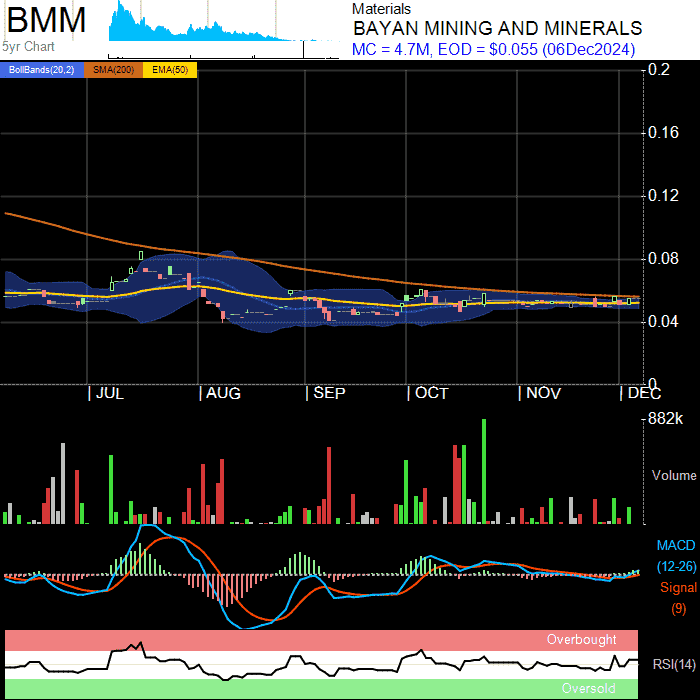 BMM
5yr Chart
Materials
BAYAN MINING AND MINERALS
MC = 4.7M, EOD = $0.055 (06Dec2024)
BollBands(20,2) SMA(200) EMA(50)
0.2
0.16
0.12
0.08
0.04
0
JUL AUG SEP OCT NOV DEC
882k
Volume
MACD
(12-26)
Signal
(9)
Overbought
RSI(14)
Oversold